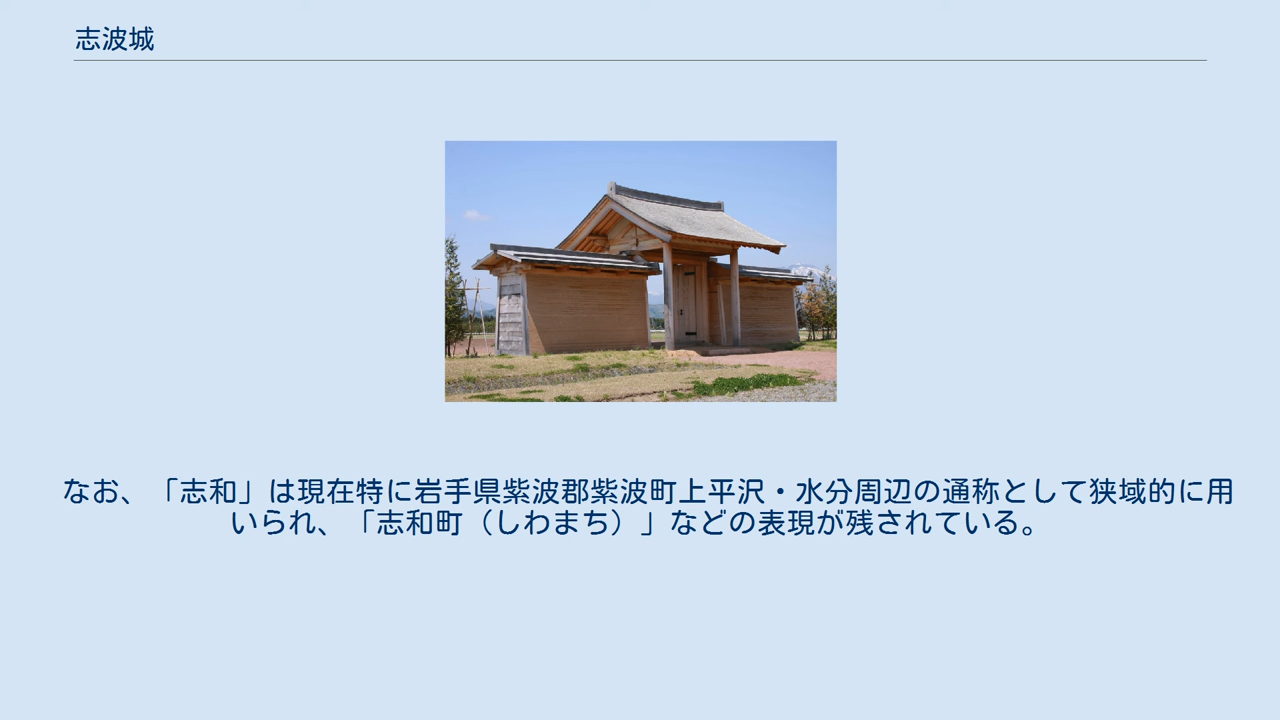 志波城
なお、「志和」は現在特に岩手県紫波郡紫波町上平沢・水分周辺の通称として狭域的に用
いられ、「志和町（しわまち）」などの表現が残されている。